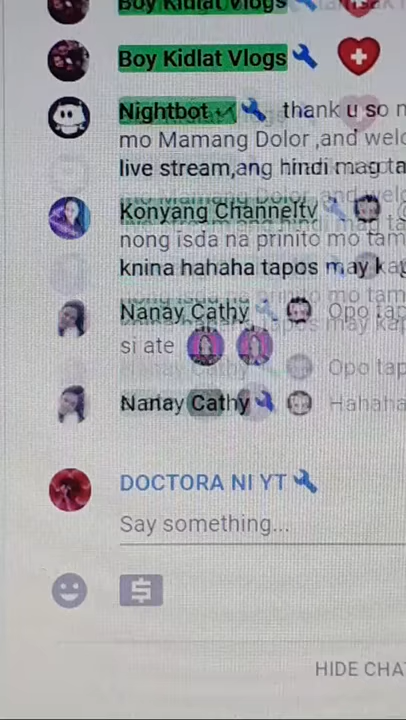 Boy Kidlat Vlogs
Boy Kidlat Vlogs
Nightbot thank u so
mo Mamang Dolor ,and welc
live stream,ang hindi mag ta
Konyang Channeltv
nong isda na prinito mo tam
knina hahaha tapos may kag
Nanay Cathy Opo tap
si ate
Nanay Cathy Hahaha
DOCTORA NI YT
Say something...
HIDE CHA